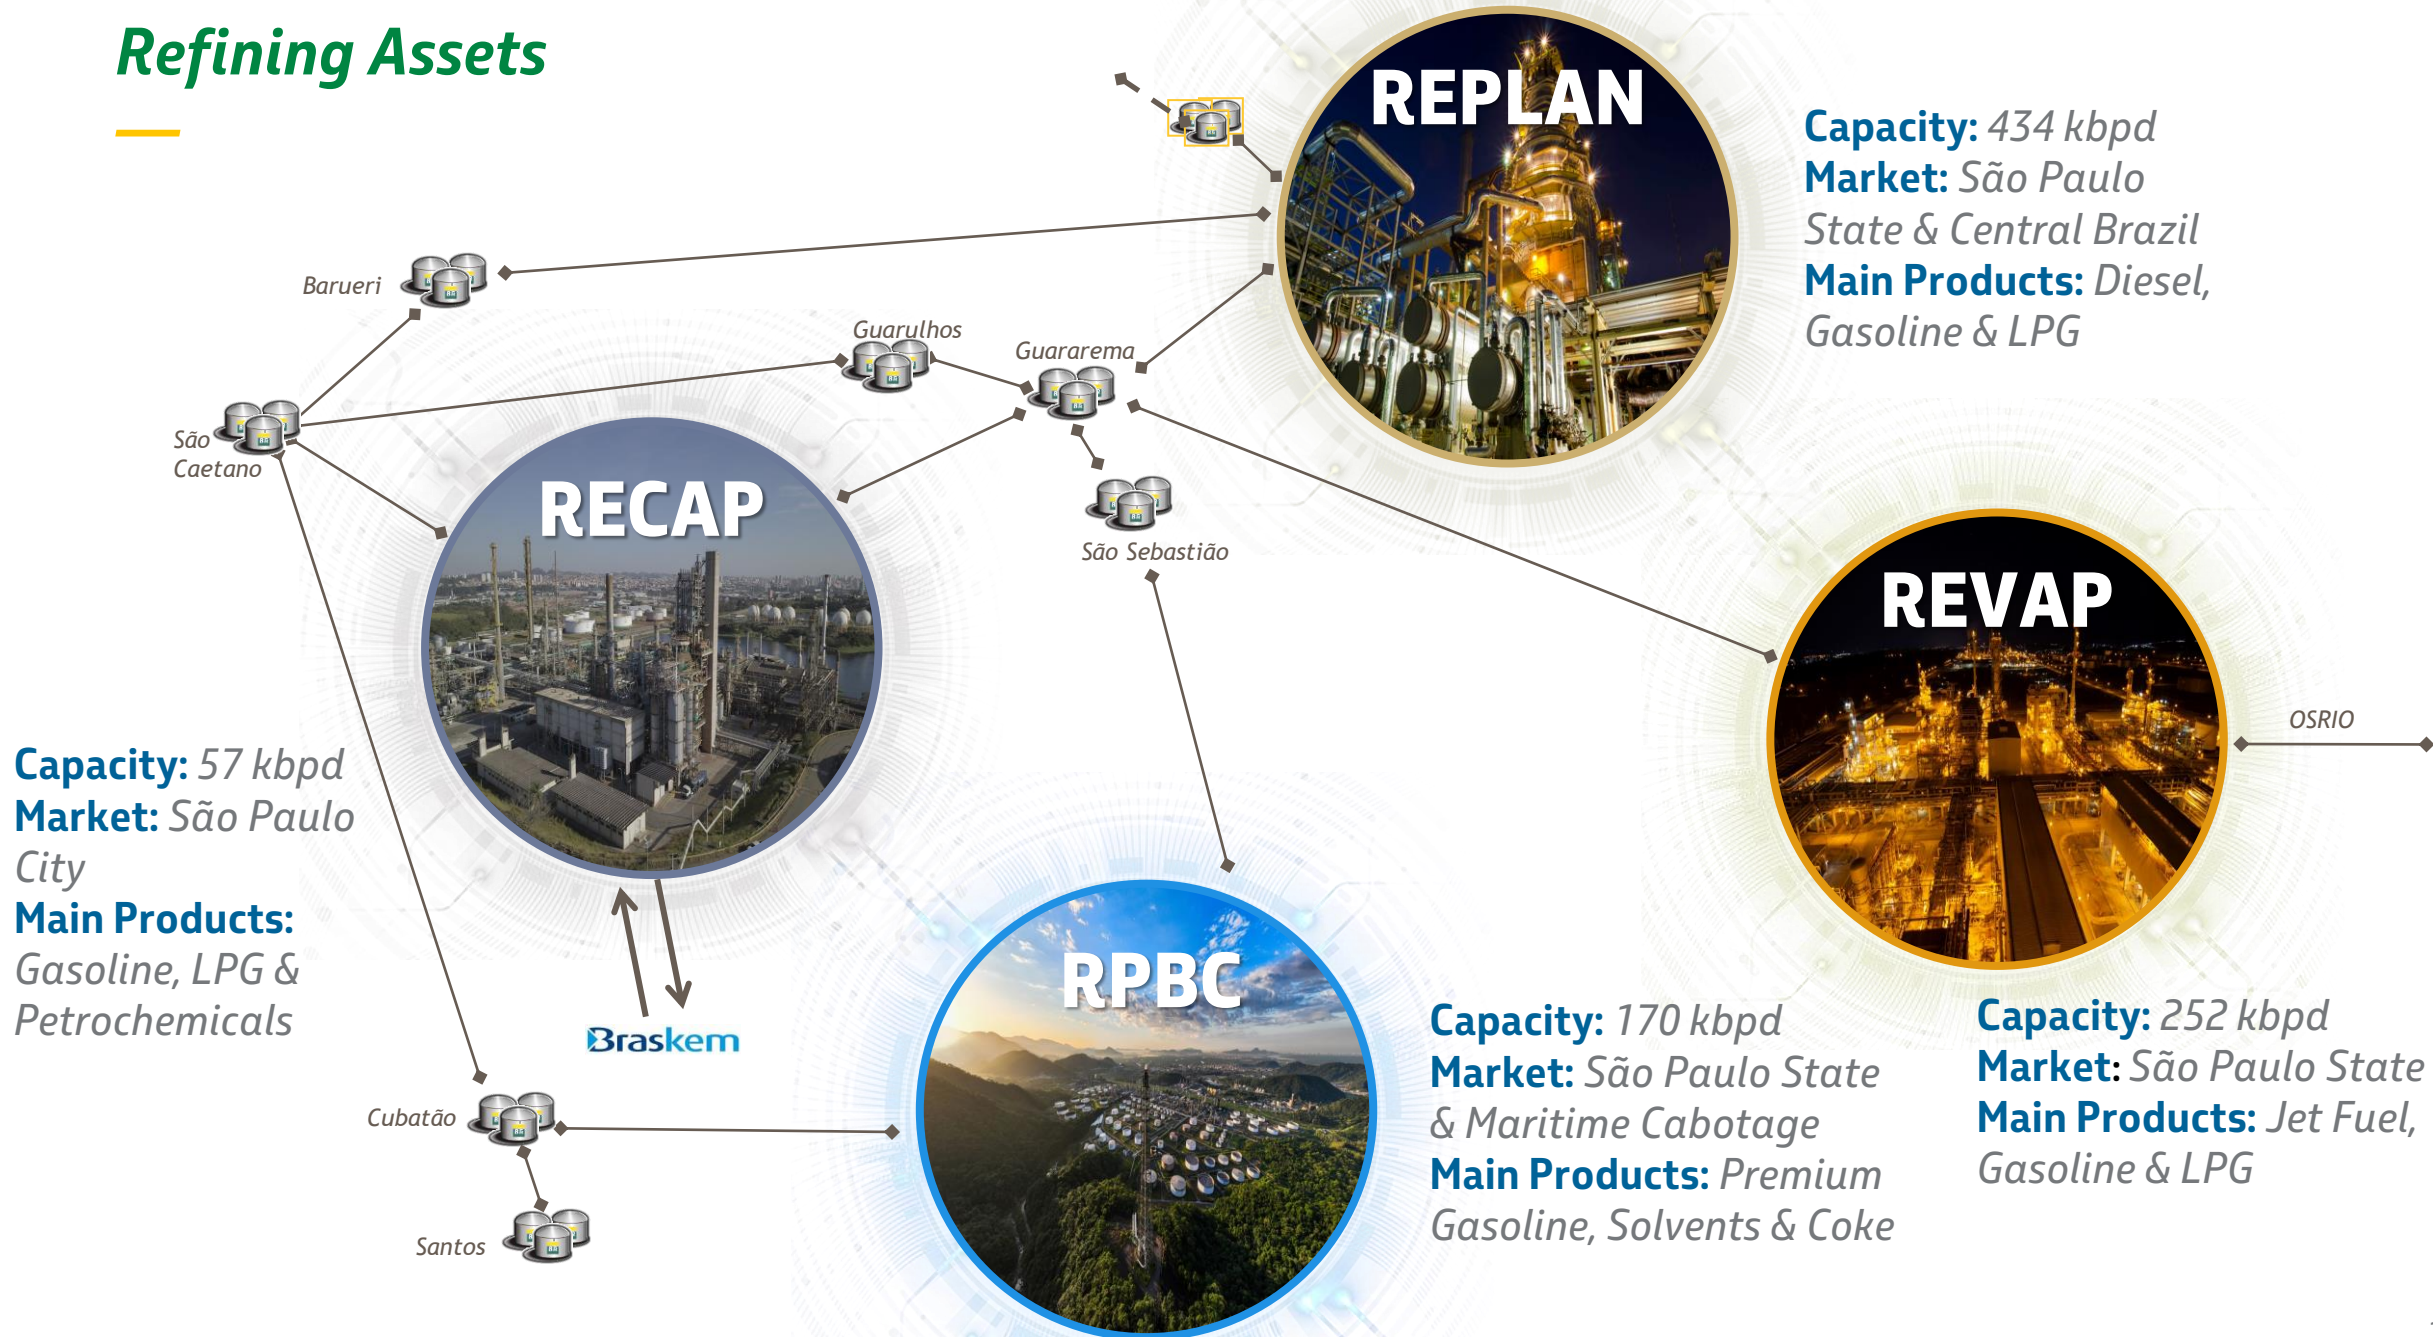 Refining Assets
REPLAN
Capacity: 434 kbpd
Market: São Paulo
State & Central Brazil
Main Products: Diesel,
Gasoline & LPG
Barueri
Guarulhos
Guararema
São
Caetano
RECAP
São Sebastião
REVAP
OSRIO
Capacity: 57 kbpd
Market: São Paulo
City
Main Products:
Gasoline, LPG &
Petrochemicals
Braskem
RPBC
Capacity: 170 kbpd
Market: São Paulo State
& Maritime Cabotage
Main Products: Premium
Gasoline, Solvents & Coke
Capacity: 252 kbpd
Market: São Paulo State
Main Products: Jet Fuel,
Gasoline & LPG
Cubatão
Santos